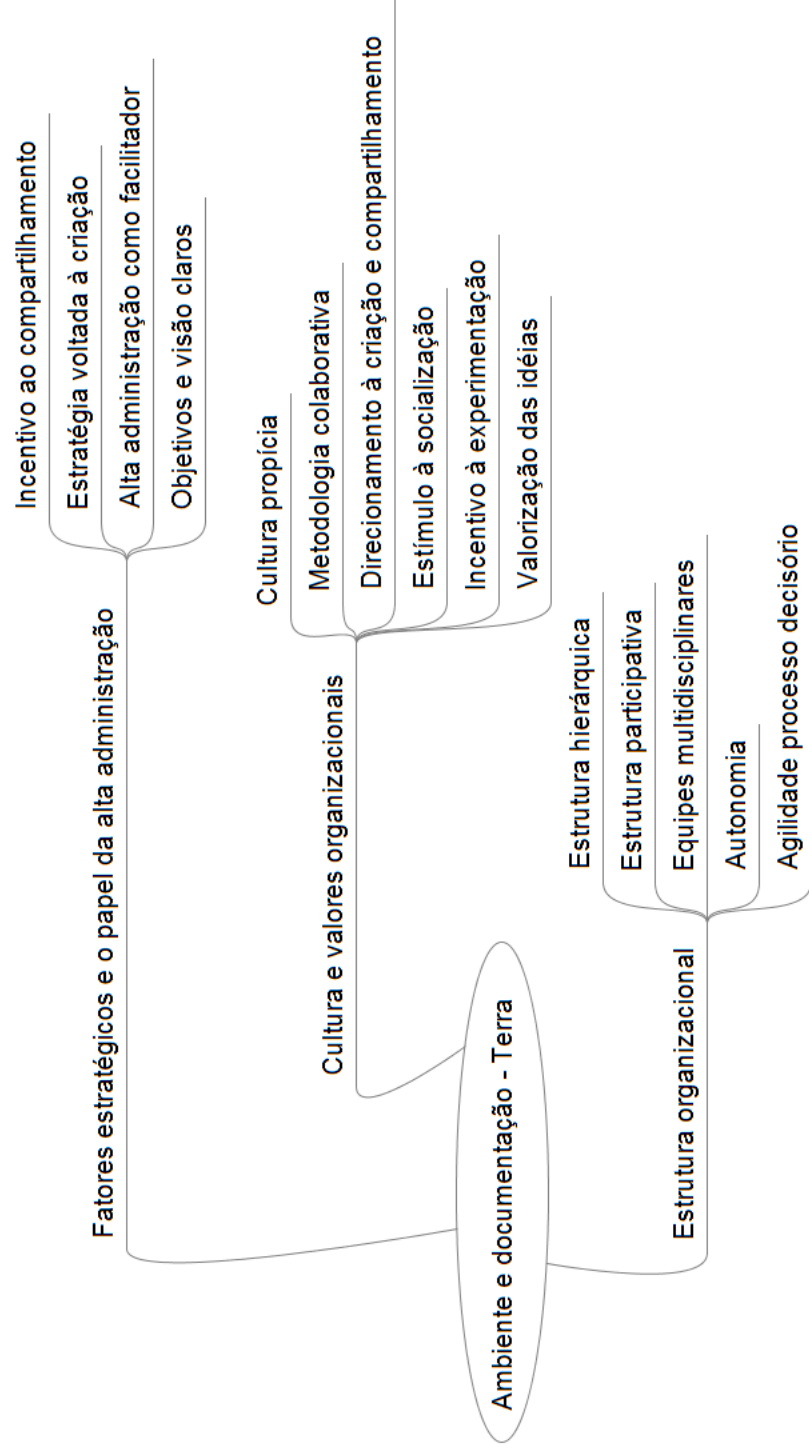 Ambiente e documentação - Terra
Fatores estratégicos e o papel da alta administração
Incentivo ao compartilhamento
Estratégia voltada à criação
Alta administração como facilitador
Objetivos e visão claros
Cultura e valores organizacionais
Cultura propícia
Metodologia colaborativa
Direcionamento à criação e compartilhamento
Estímulo à socialização
Incentivo à experimentação
Valorização das idéias
Estrutura organizacional
Estrutura hierárquica
Estrutura participativa
Equipes multidisciplinares
Autonomia
Agilidade processo decisório